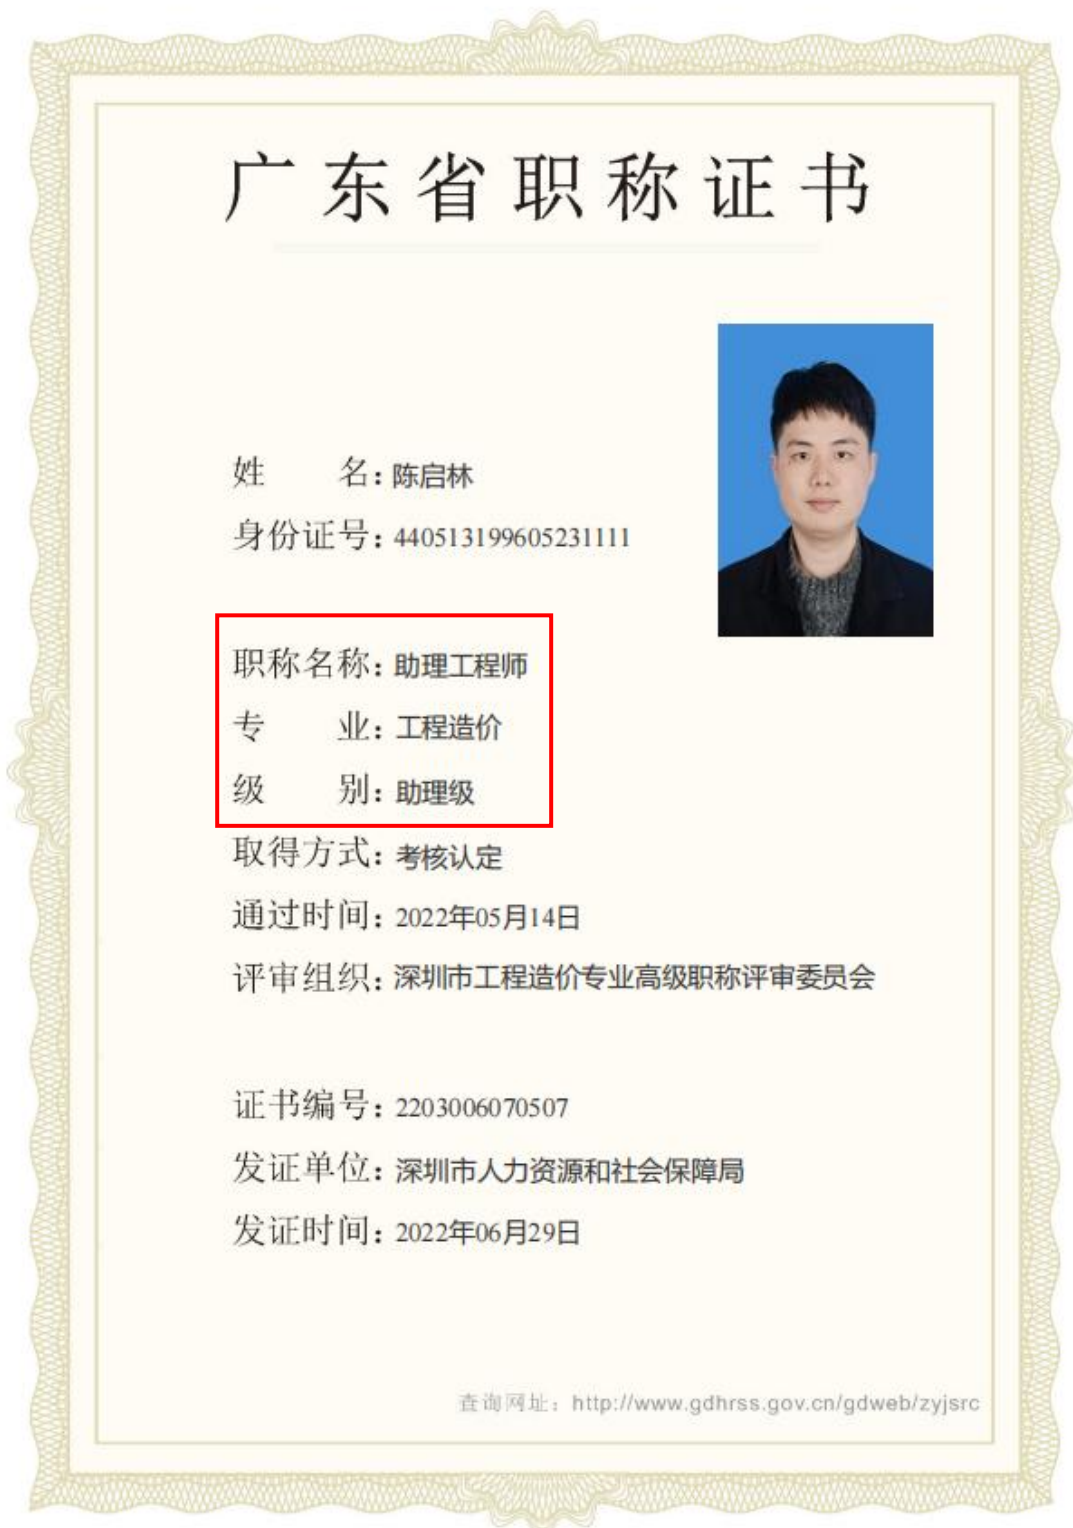 广东省职称证书
姓 名：陈启林
身份证号：440513199605231111
职称名称：助理工程师
专 业：工程造价
级 别：助理级
取得方式：考核认定
通过时间：2022年05月14日
评审组织：深圳市工程造价专业高级职称评审委员会
证书编号：2203006070507
发证单位：深圳市人力资源和社会保障局
发证时间：2022年06月29日
查询网址：http://www.gdhrss.gov.cn/gdweb/zyjsrc